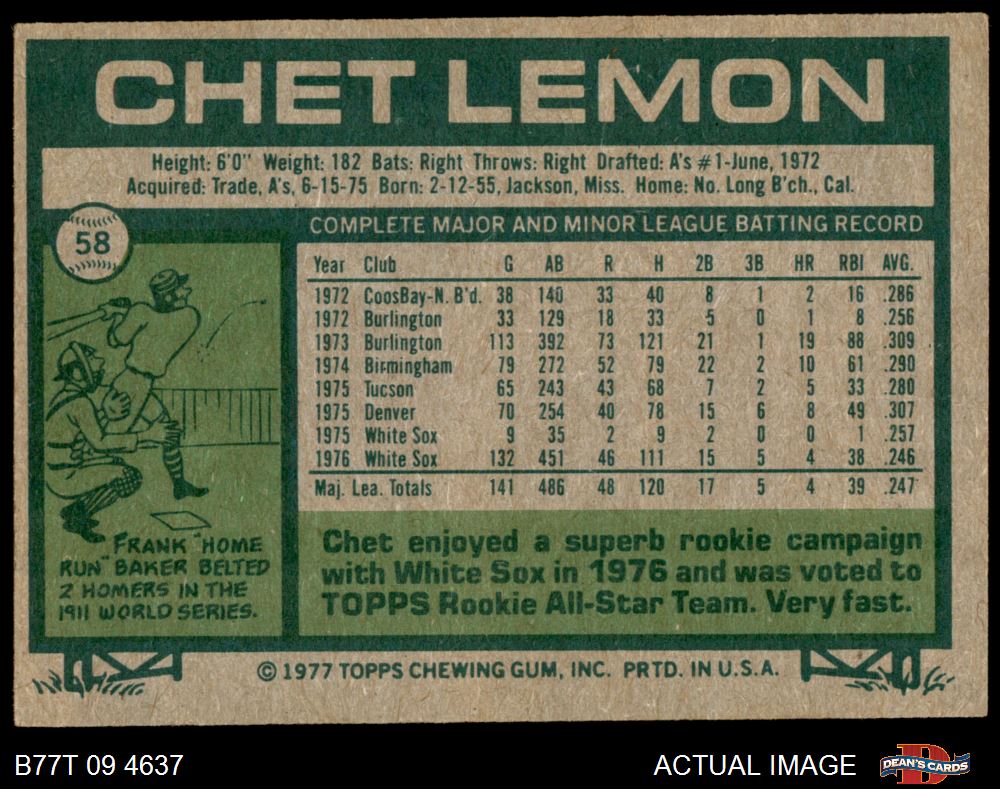 CHET LEMON
Height: 6'0" Weight: 182 Bats: Right Throws: Right Drafted: A's #1-June, 1972
Acquired: Trade, A's, 6-15-75 Born: 2-12-55, Jackson, Miss. Home: No. Long B'ch., Cal.
58
COMPLETE MAJOR AND MINOR LEAGUE BATTING RECORD
Year Club G AB R H 2B 3B HR RBI AVG.
1972 CoosBay-N. B'd. 38 140 33 40 8 1 2 16 .286
1972 Burlington 33 129 18 33 5 0 1 8 .256
1973 Burlington 113 392 73 121 21 1 19 88 .309
1974 Birmingham 79 272 52 79 22 2 10 61 .290
1975 Tucson 65 243 43 68 7 2 5 33 .280
1975 Denver 70 254 40 78 15 6 8 49 .307
1975 White Sox 9 35 2 9 2 0 0 1 .257
1976 White Sox 132 451 46 111 15 5 4 38 .246
Maj. Lea. Totals 141 486 48 120 17 5 4 39 .247
FRANK "HOME
RUN" BAKER BELTED
2 HOMERS IN THE
1911 WORLD SERIES.
Chet enjoyed a superb rookie campaign
with White Sox in 1976 and was voted to
TOPPS Rookie All-Star Team. Very fast.
© 1977 TOPPS CHEWING GUM, INC. PRTD. IN U.S.A.
B77T 09 4637
ACTUAL IMAGE
DEAN'S CARDS